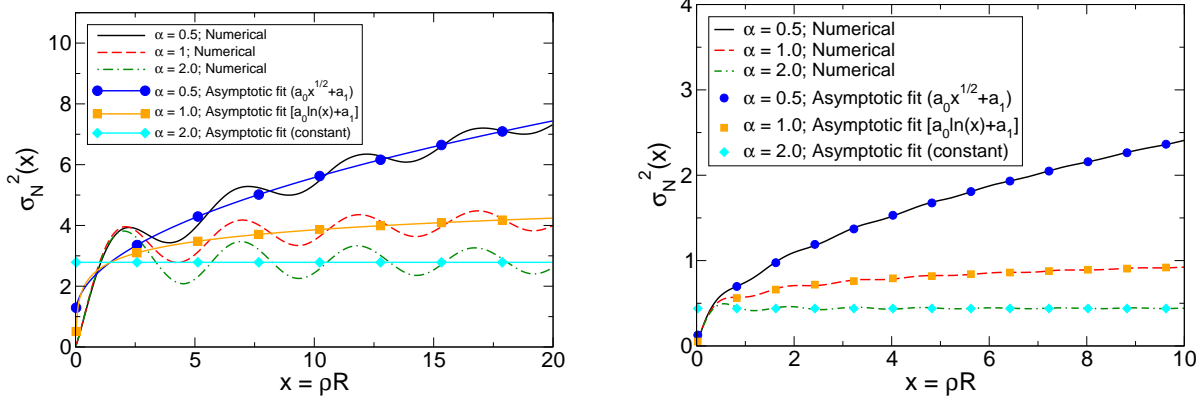 10
8
6
4
2
0
σN²(x)
α = 0.5; Numerical
α = 1; Numerical
α = 2.0; Numerical
α = 0.5; Asymptotic fit (a₀x^1/2+a₁)
α = 1.0; Asymptotic fit [a₀ln(x)+a₁]
α = 2.0; Asymptotic fit (constant)
0 5 10 15 20
x = ρR
4
3
2
1
0
σN²(x)
α = 0.5; Numerical
α = 1.0; Numerical
α = 2.0; Numerical
α = 0.5; Asymptotic fit (a₀x^1/2+a₁)
α = 1.0; Asymptotic fit [a₀ln(x)+a₁]
α = 2.0; Asymptotic fit (constant)
0 2 4 6 8 10
x = ρR